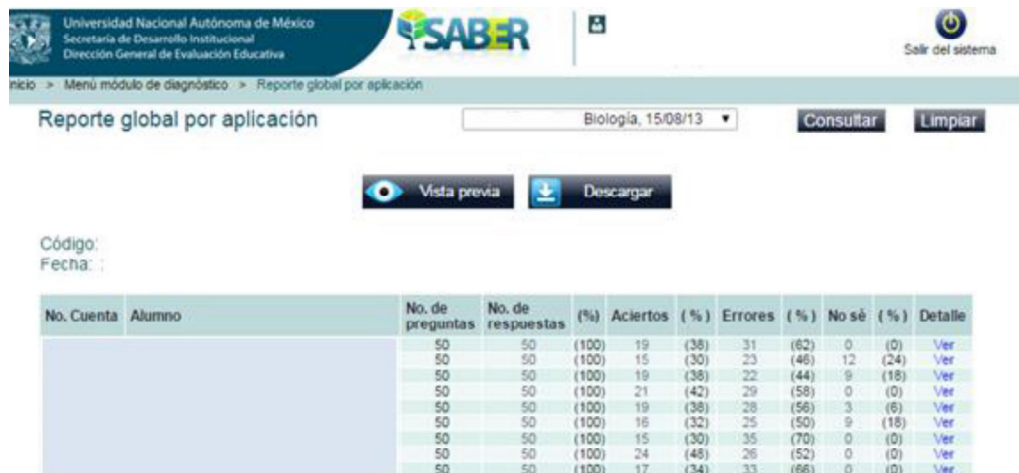 Universidad Nacional Autónoma de México
Secretaría de Desarrollo Institucional
Dirección General de Evaluación Educativa
SABER
Salir del sistema
nicio > Menú módulo de diagnóstico > Reporte global por aplicación
Reporte global por aplicación Biología, 15/08/13 Consultar Limpiar
Vista previa Descargar
Código:
Fecha: :
No. Cuenta Alumno No. de preguntas No. de respuestas (%) Aciertos (%) Errores (%) No sé (%) Detalle
50 50 (100) 19 (38) 31 (62) 0 (0) Ver
50 50 (100) 15 (30) 23 (46) 12 (24) Ver
50 50 (100) 19 (38) 22 (44) 9 (18) Ver
50 50 (100) 21 (42) 29 (58) 0 (0) Ver
50 50 (100) 19 (38) 28 (56) 3 (6) Ver
50 50 (100) 16 (32) 25 (50) 9 (18) Ver
50 50 (100) 15 (30) 35 (70) 0 (0) Ver
50 50 (100) 24 (48) 26 (52) 0 (0) Ver
50 50 (100) 17 (34) 33 (66) 0 (0) Ver